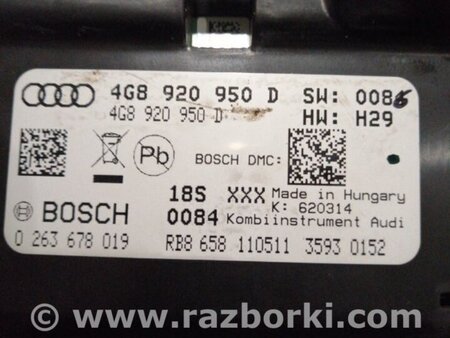 4G8 920 950 D SW: 0086
4G8 920 950 D HW: H29
Pb BOSCH DMC:
18S XXX Made in Hungary
K: 620314
BOSCH 0084 Kombiinstrument Audi
0 263 678 019 RB8 658 110511 3593 0152
© www.razborki.com